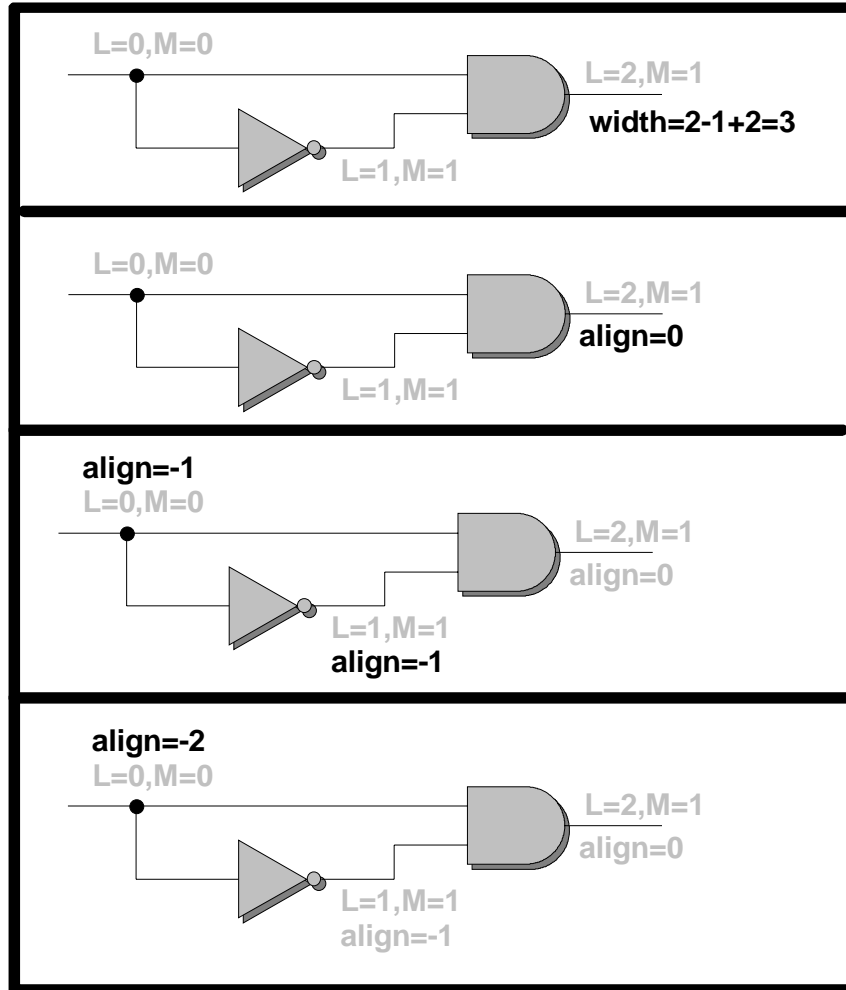 L=0,M=0
L=2,M=1
width=2-1+2=3
L=1,M=1
L=0,M=0
L=2,M=1
align=0
L=1,M=1
align=-1
L=0,M=0
L=2,M=1
align=0
L=1,M=1
align=-1
align=-2
L=0,M=0
L=2,M=1
align=0
L=1,M=1
align=-1